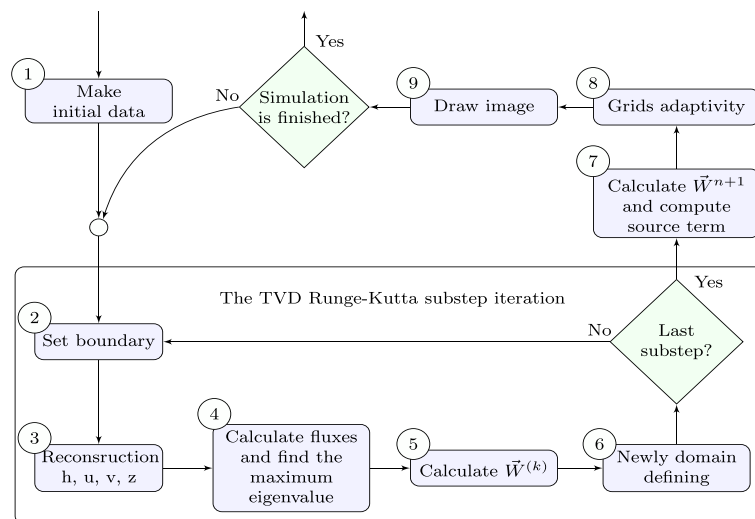 1
Make
initial data
Yes
No
Simulation
is finished?
9
Draw image
8
Grids adaptivity
7
Calculate $\vec{W}^{n+1}$
and compute
source term
The TVD Runge-Kutta substep iteration
Yes
2
Set boundary
No
Last
substep?
3
Reconsruction
h, u, v, z
4
Calculate fluxes
and find the
maximum
eigenvalue
5
Calculate $\vec{W}^{(k)}$
6
Newly domain
defining